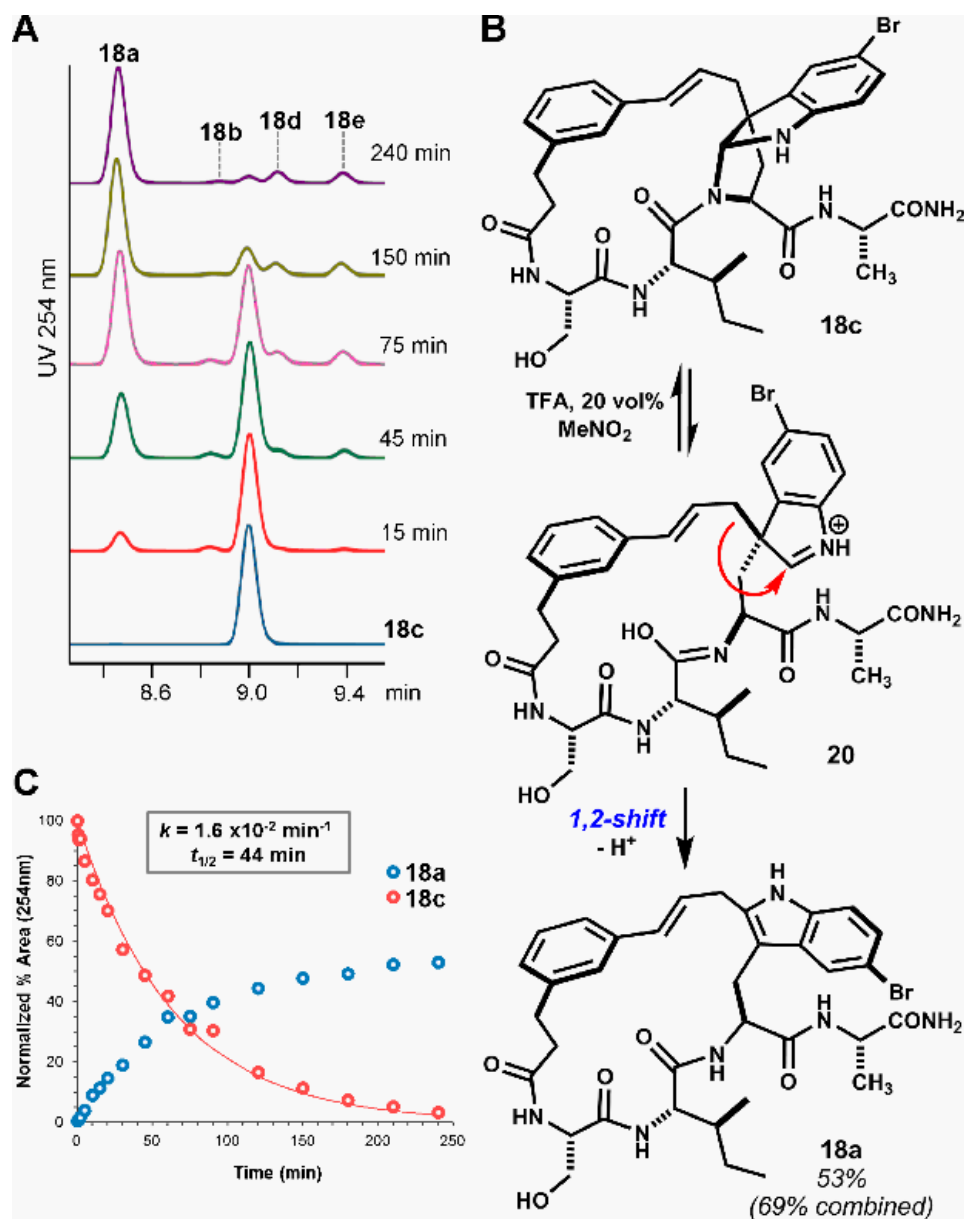 A
18a
18b
18d
18e
240 min
150 min
75 min
45 min
15 min
18c
UV 254 nm
8.6
9.0
9.4
min
B
Br
N
H
N
O
O
H
N
CONH2
O
CH3
O
N
H
O
N
H
HO
18c
TFA, 20 vol%
MeNO2
Br
NH
+
HO
N
O
H
N
CONH2
CH3
O
N
H
O
N
H
HO
20
1,2-shift
- H+
H
N
Br
O
H
N
O
H
N
CONH2
CH3
O
N
H
O
N
H
HO
18a
53%
(69% combined)
C
k = 1.6 x10-2 min-1
t1/2 = 44 min
18a
18c
Normalized % Area (254nm)
100
80
60
40
20
0
0
50
100
150
200
250
Time (min)